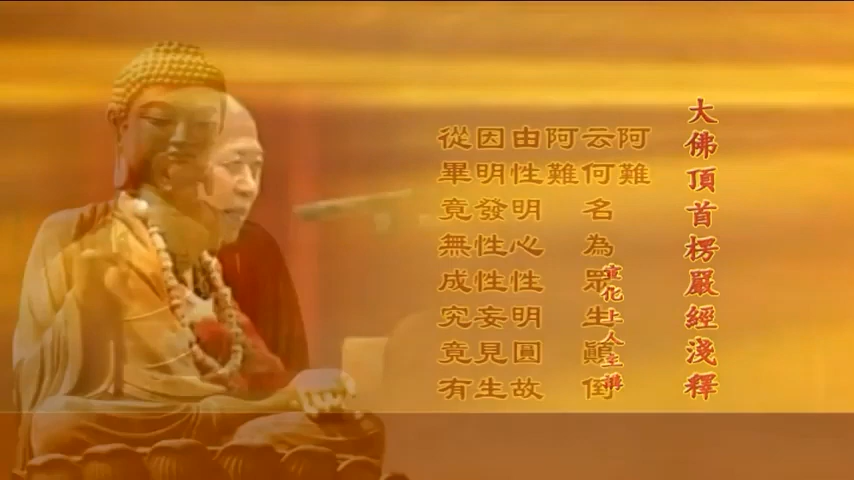 大佛頂首楞嚴經淺釋
宣化上人主講
阿難
云何名為眾生顛倒
阿難
由性明心性明圓故
因明發性性妄見生
從畢竟無成究竟有